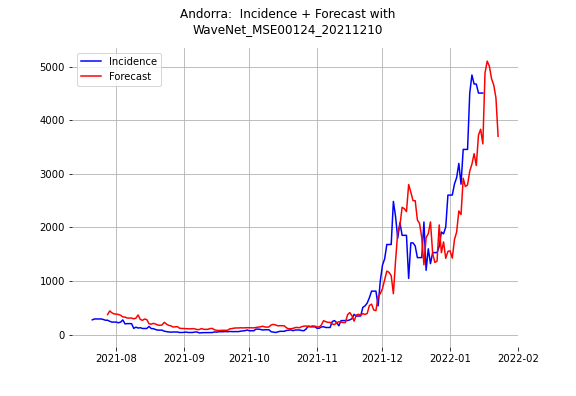 Andorra:  Incidence + Forecast with
WaveNet_MSE00124_20211210
Incidence
Forecast
5000
4000
3000
2000
1000
0
2021-08 2021-09 2021-10 2021-11 2021-12 2022-01 2022-02